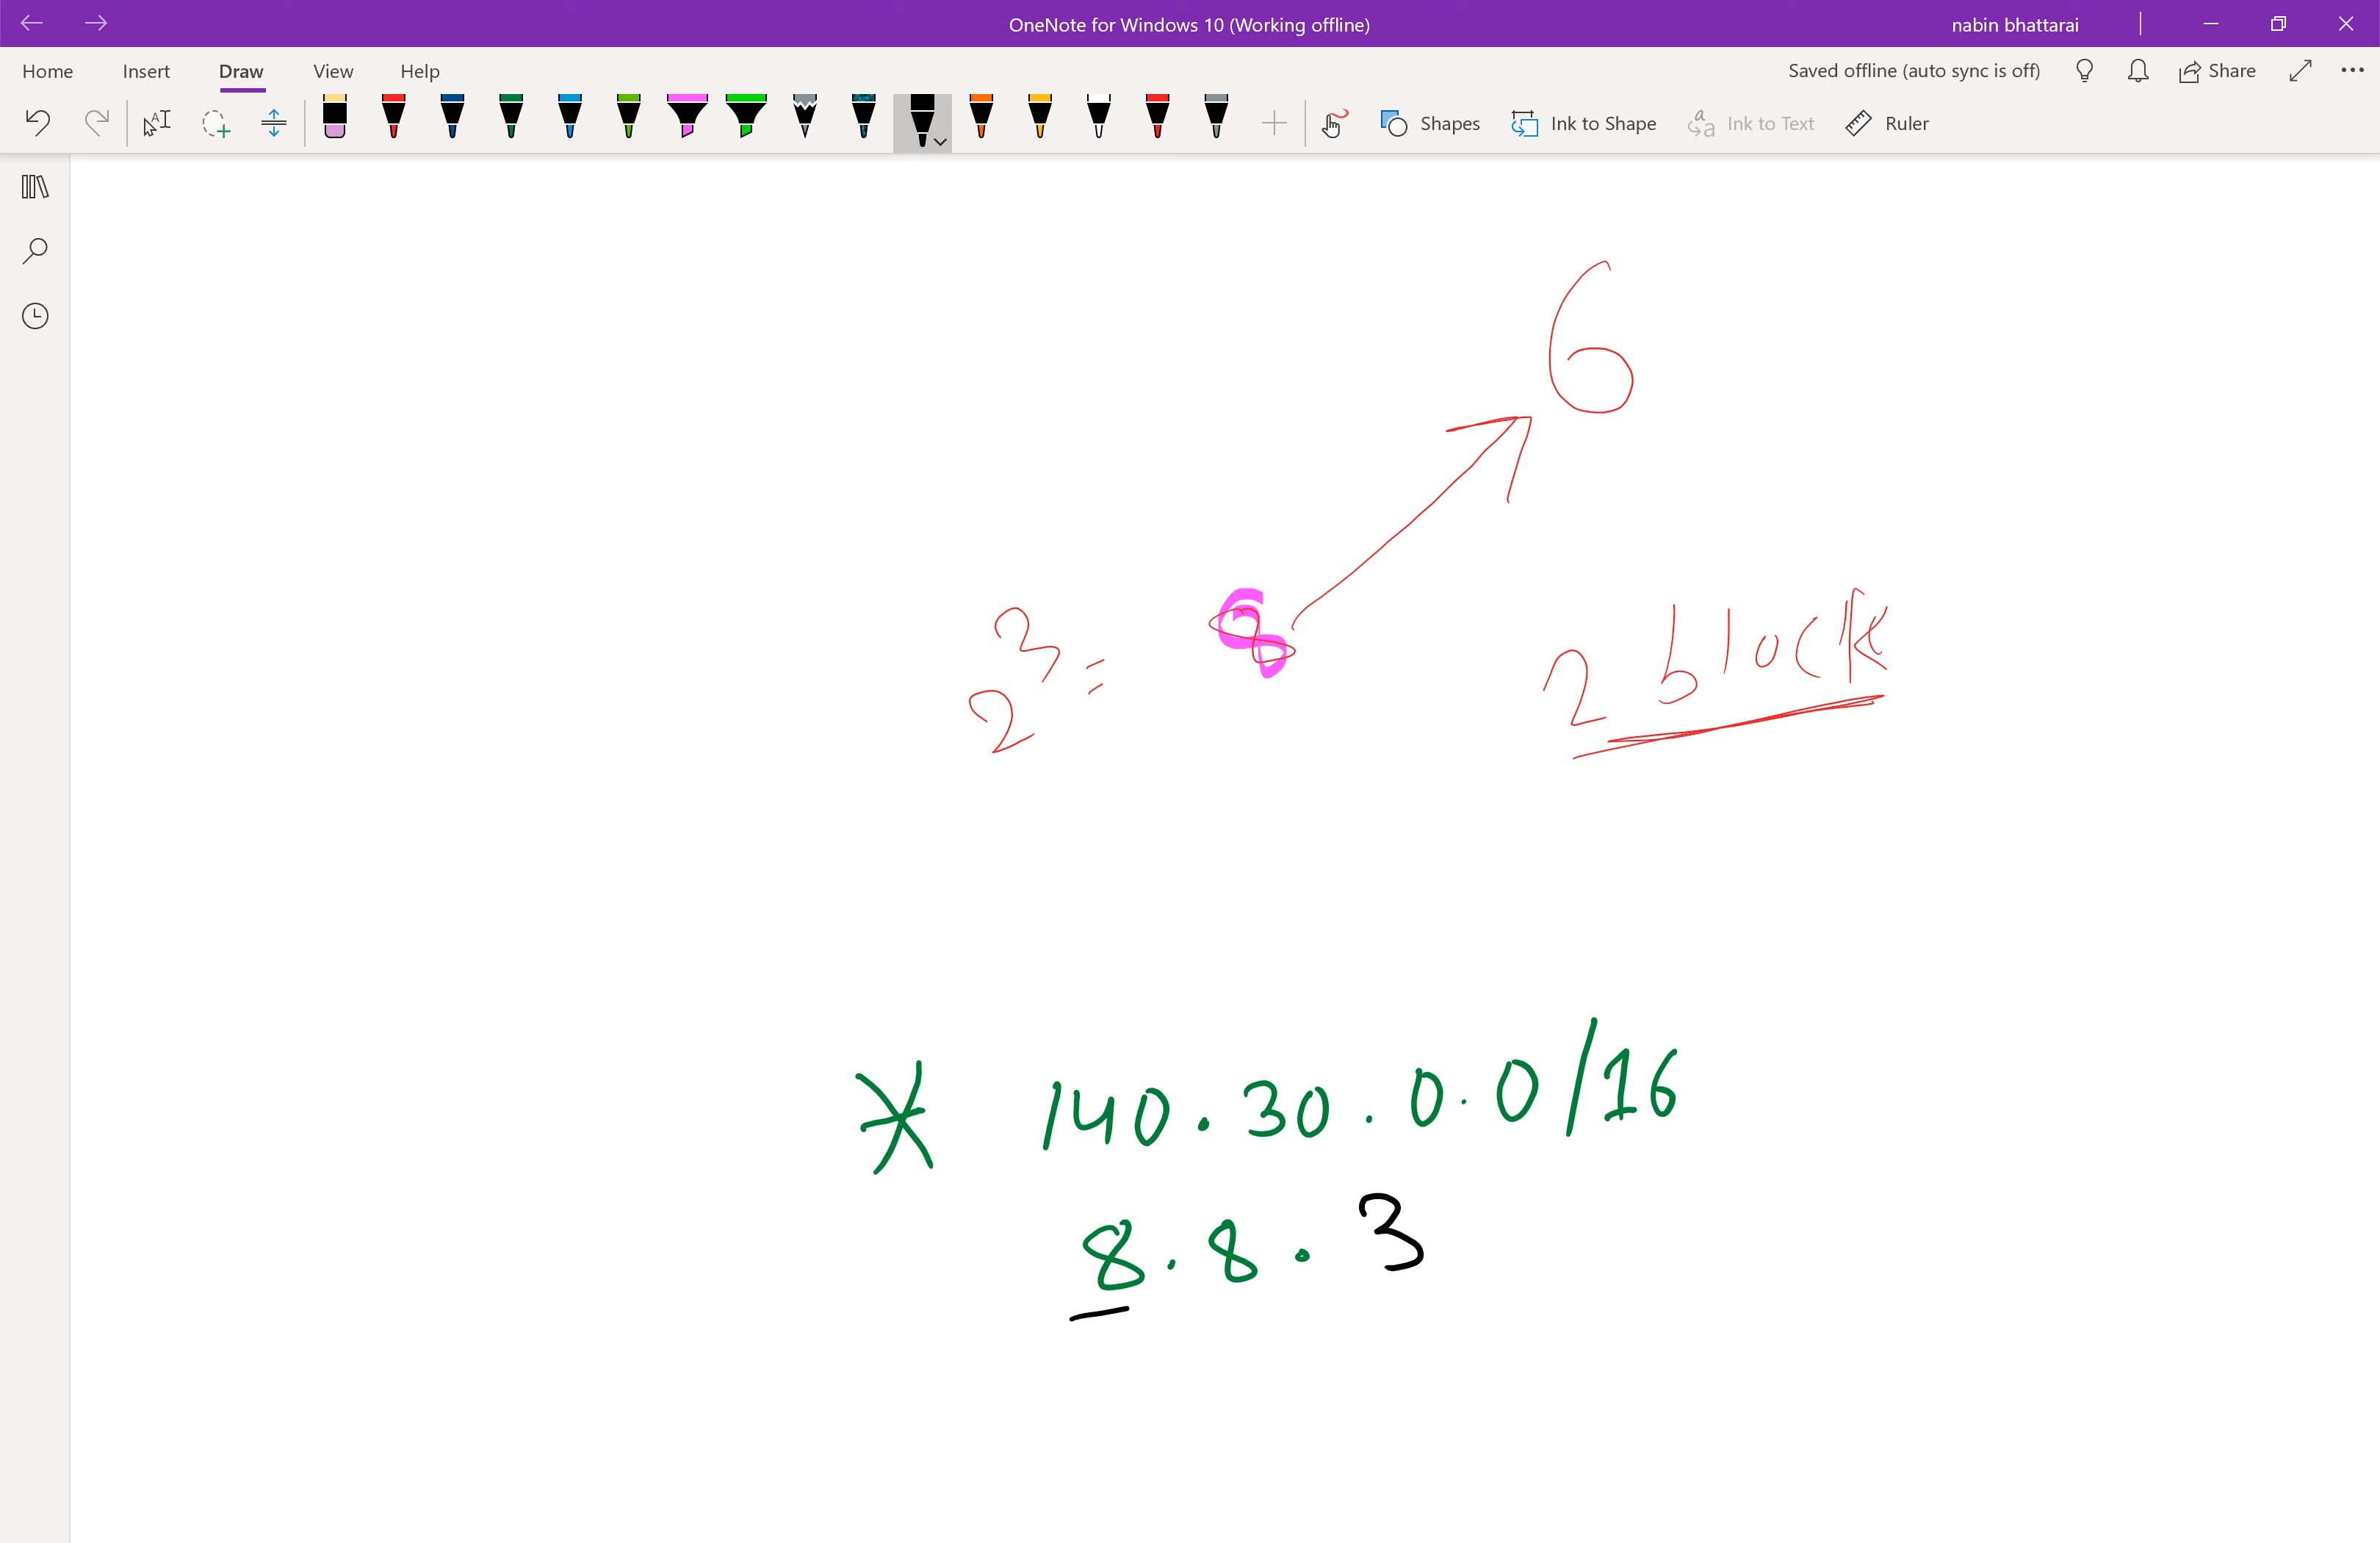 OneNote for Windows 10 (Working offline)
nabin bhattarai
Home Insert Draw View Help
Saved offline (auto sync is off)
Share
Shapes
Ink to Shape
Ink to Text
Ruler
6
2³ = 8
2 block
* 140.30.0.0/16
8.8.3